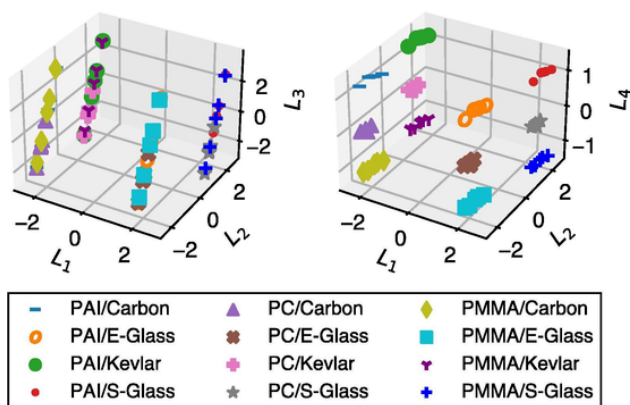 2
0
−2
L3
−2
0
2
L1
−2
0
2
L2
1
0
−1
L4
−2
0
2
L1
−2
0
2
L2
PAI/Carbon PC/Carbon PMMA/Carbon
PAI/E-Glass PC/E-Glass PMMA/E-Glass
PAI/Kevlar PC/Kevlar PMMA/Kevlar
PAI/S-Glass PC/S-Glass PMMA/S-Glass